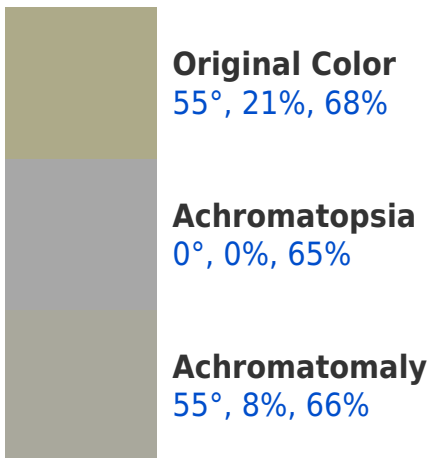 Original Color
55°, 21%, 68%
Achromatopsia
0°, 0%, 65%
Achromatomaly
55°, 8%, 66%